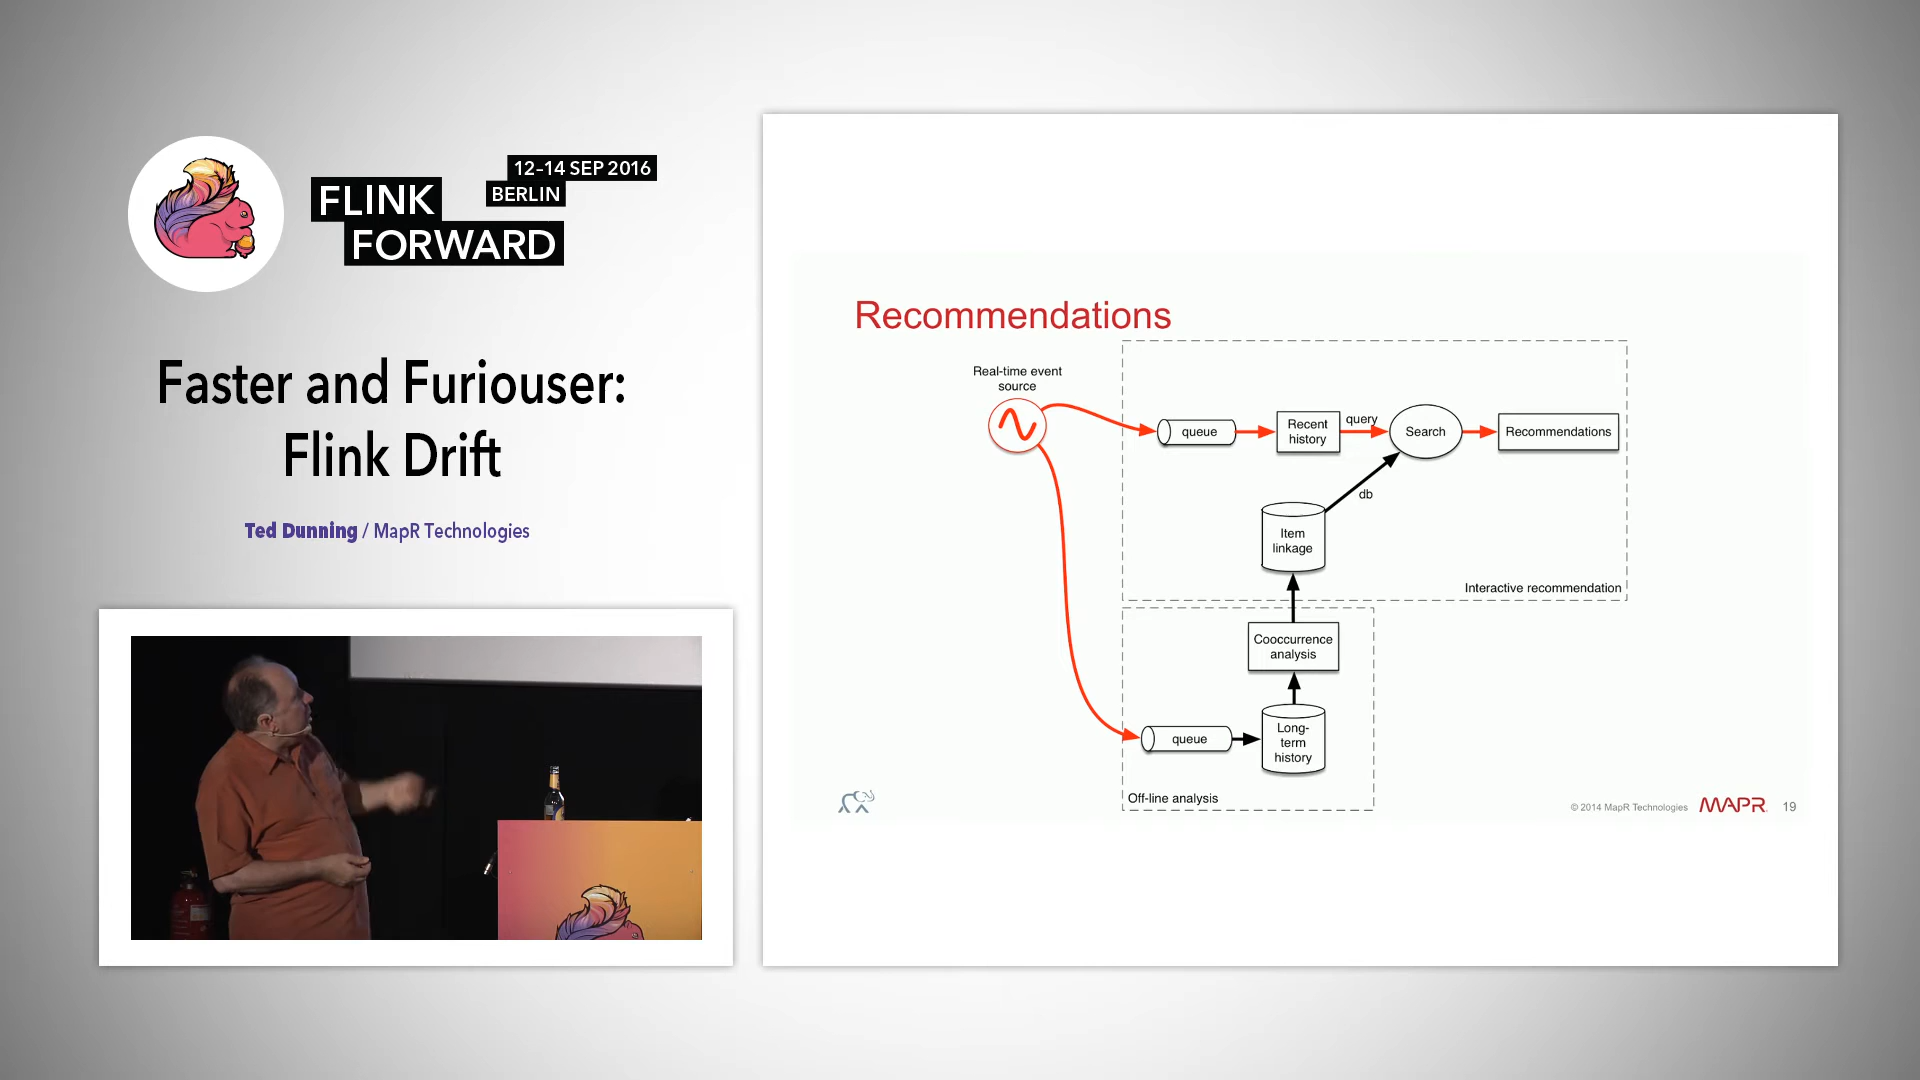 12–14 SEP 2016
BERLIN
FLINK
FORWARD
Faster and Furiouser:
Flink Drift
Ted Dunning / MapR Technologies
Recommendations
Real-time event
source
queue
Recent
history
query
Search
Recommendations
db
Item
linkage
Interactive recommendation
Cooccurrence
analysis
queue
Long-
term
history
Off-line analysis
© 2014 MapR Technologies
MAPR
19